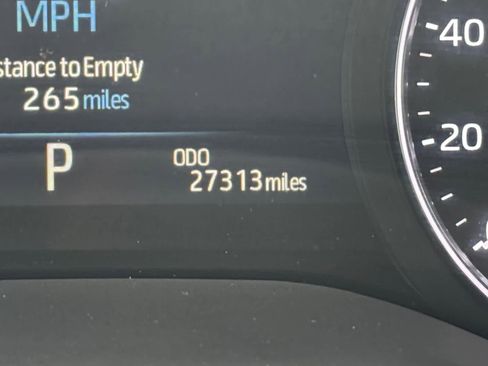 MPH
stance to Empty
265 miles
P
ODO
27313 miles
40
20